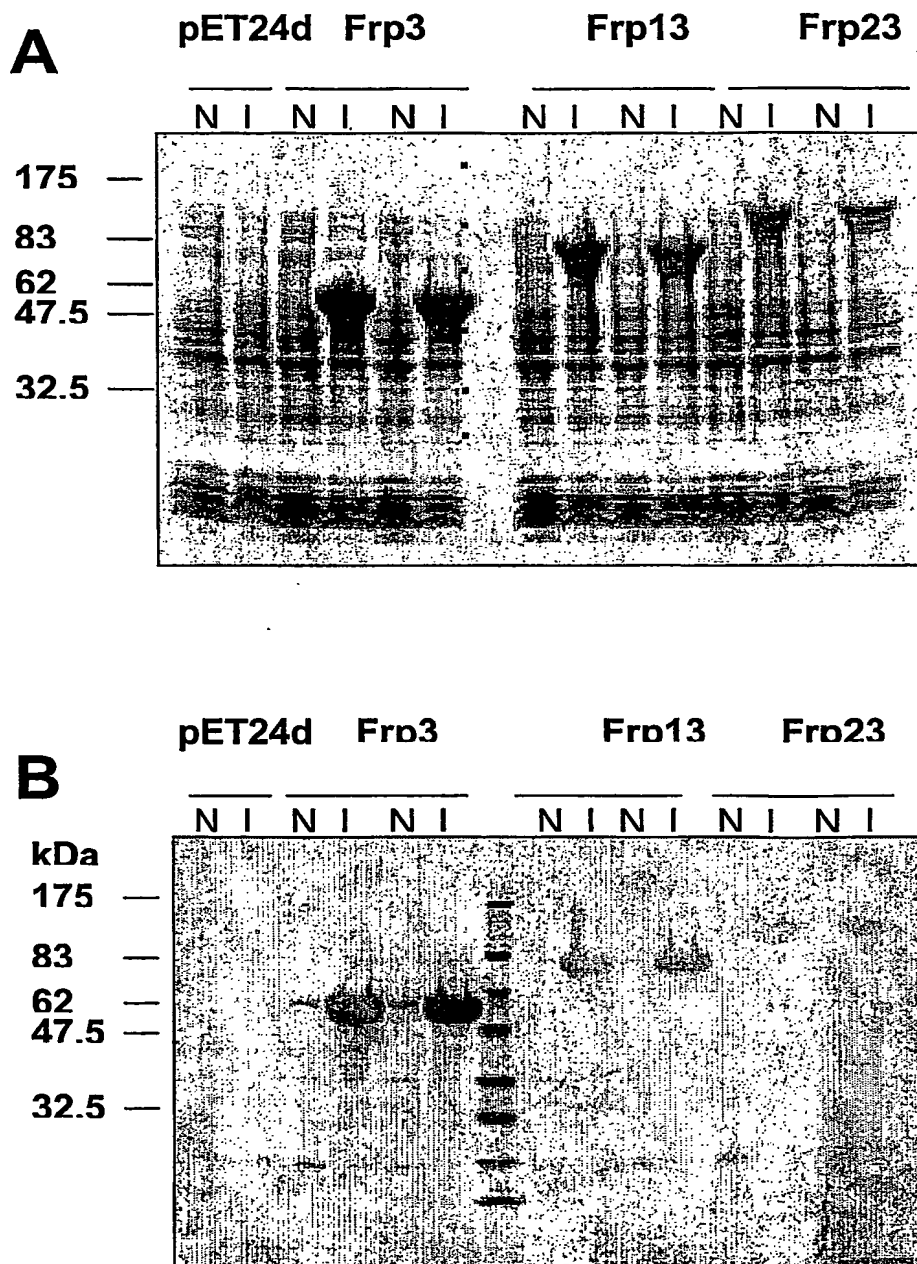 A
pET24d Frp3 Frp13 Frp23
N I N I N I N I N I N I N I
175
83
62
47.5
32.5
B
pET24d Frp3 Frp13 Frp23
N I N I N I N I N I N I N I
kDa
175
83
62
47.5
32.5